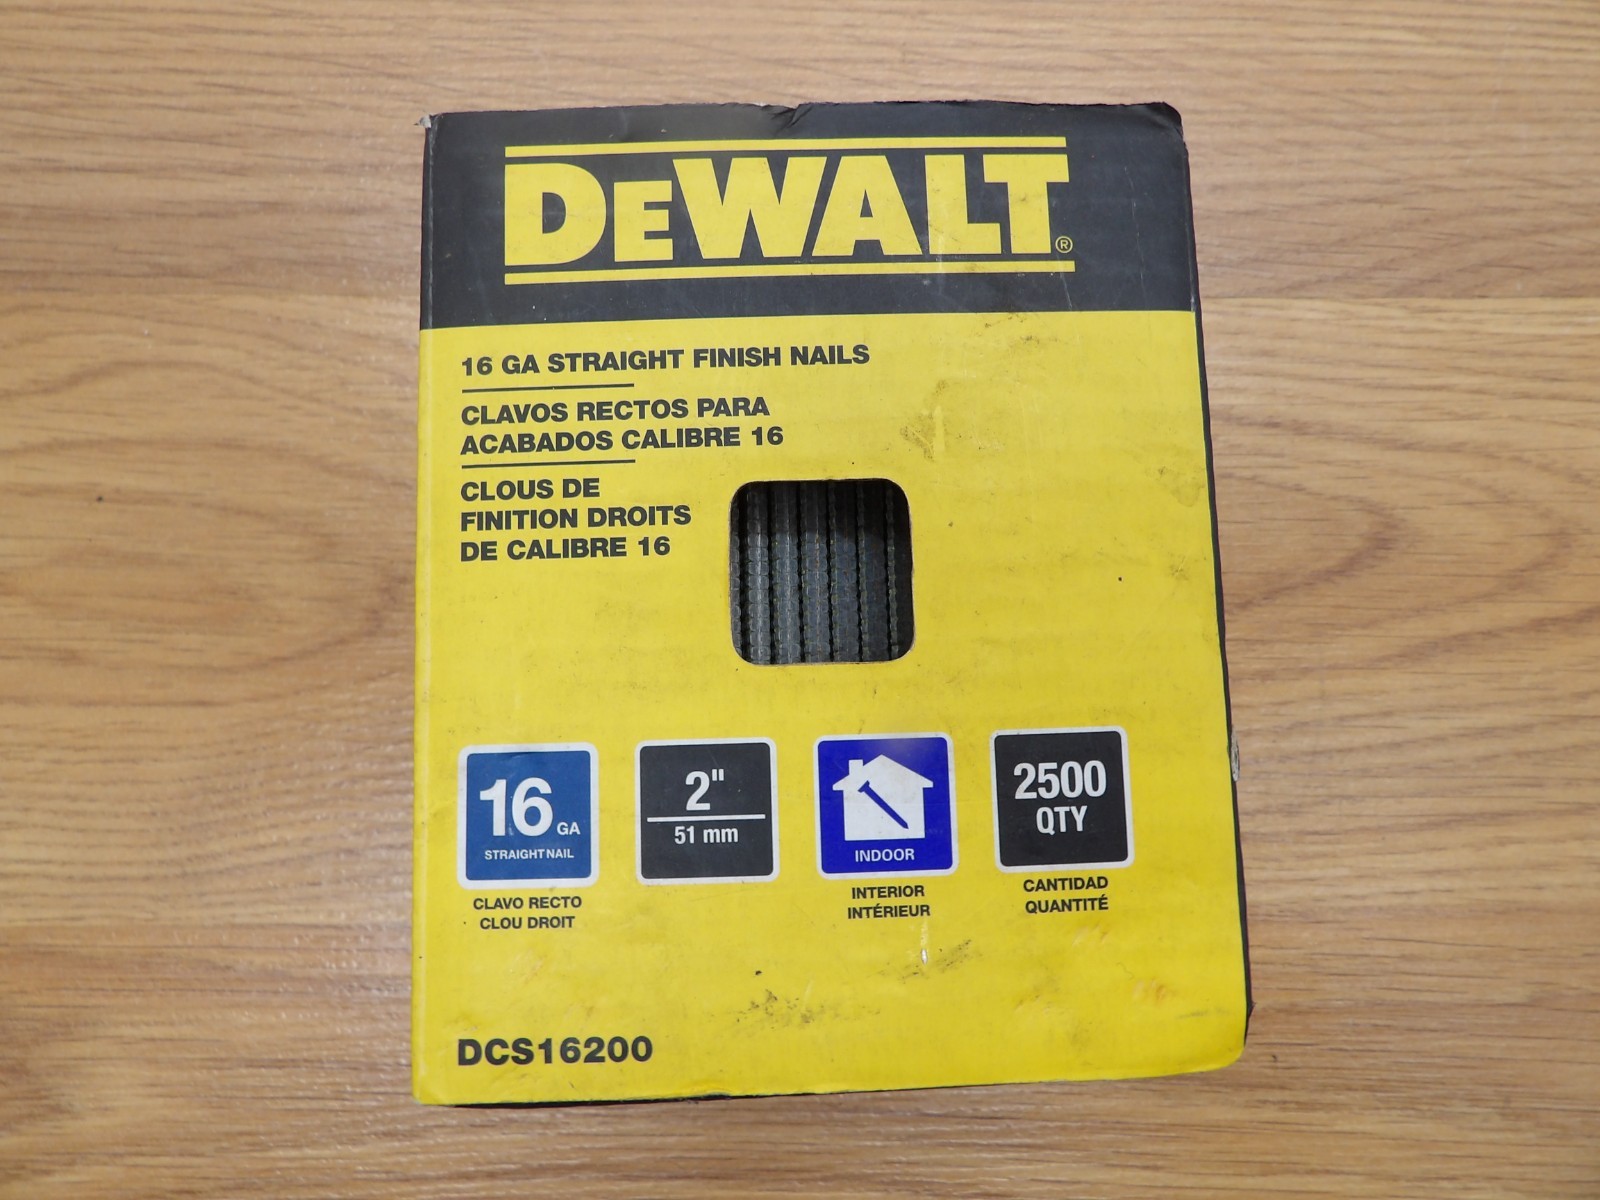 DEWALT®
16 GA STRAIGHT FINISH NAILS
CLAVOS RECTOS PARA
ACABADOS CALIBRE 16
CLOUS DE
FINITION DROITS
DE CALIBRE 16
16 GA
STRAIGHT NAIL
CLAVO RECTO
CLOU DROIT
2"
51 mm
INDOOR
INTERIOR
INTÉRIEUR
2500
QTY
CANTIDAD
QUANTITÉ
DCS16200